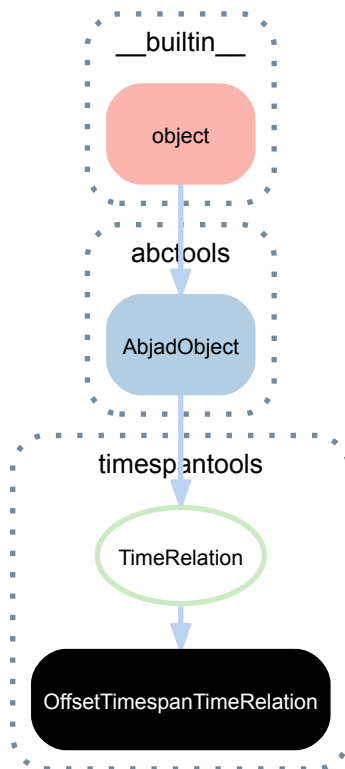 __builtin__
object
abctools
AbjadObject
timespantools
TimeRelation
OffsetTimespanTimeRelation